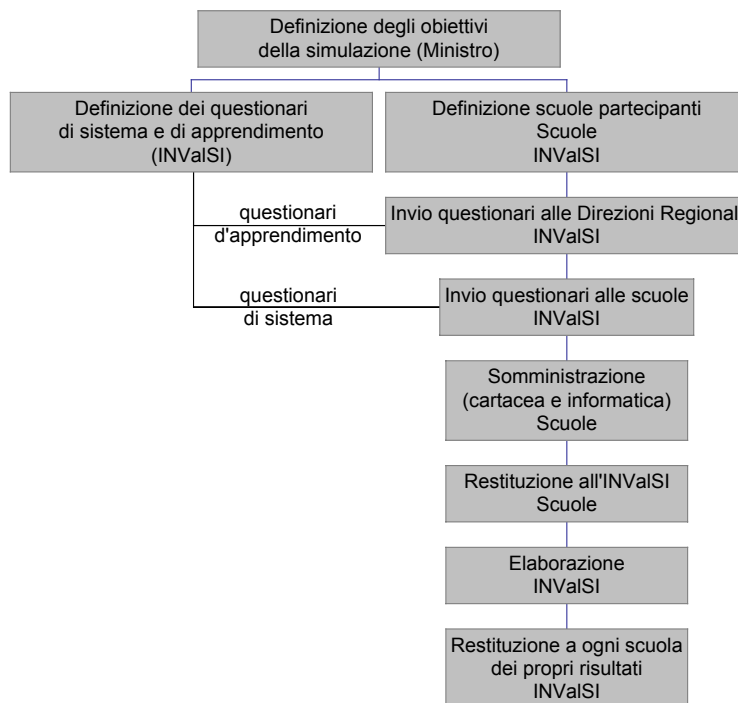 Definizione degli obiettivi
della simulazione (Ministro)
Definizione dei questionari
di sistema e di apprendimento
(INValSI)
Definizione scuole partecipanti
Scuole
INValSI
questionari
d'apprendimento
Invio questionari alle Direzioni Regional
INValSI
questionari
di sistema
Invio questionari alle scuole
INValSI
Somministrazione
(cartacea e informatica)
Scuole
Restituzione all'INValSI
Scuole
Elaborazione
INValSI
Restituzione a ogni scuola
dei propri risultati
INValSI